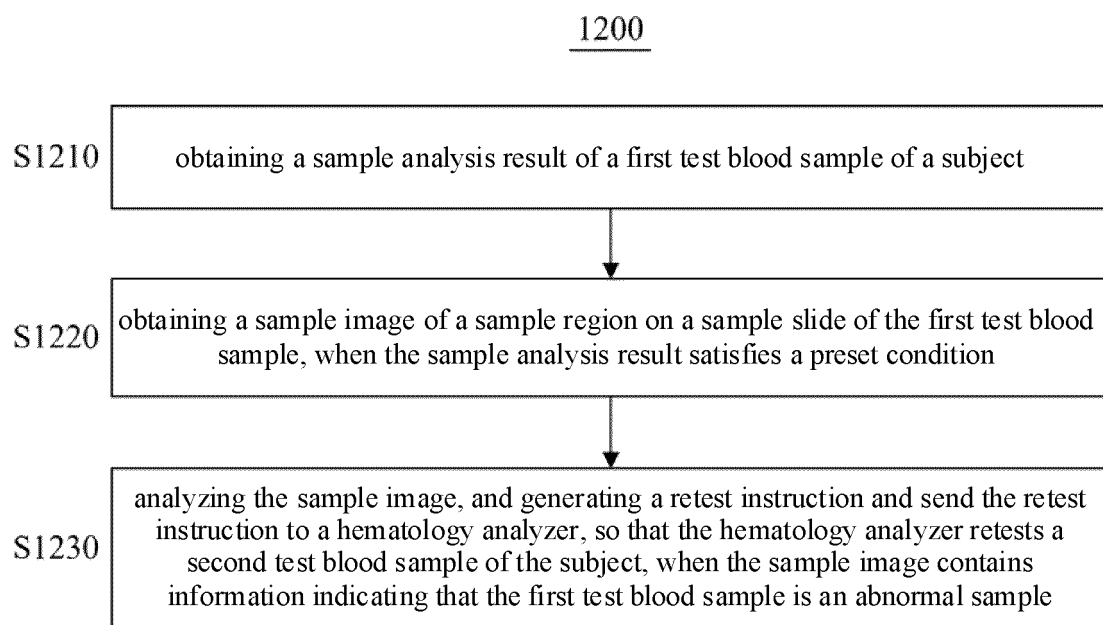 1200
S1210
obtaining a sample analysis result of a first test blood sample of a subject
S1220
obtaining a sample image of a sample region on a sample slide of the first test blood
sample, when the sample analysis result satisfies a preset condition
S1230
analyzing the sample image, and generating a retest instruction and send the retest
instruction to a hematology analyzer, so that the hematology analyzer retests a
second test blood sample of the subject, when the sample image contains
information indicating that the first test blood sample is an abnormal sample